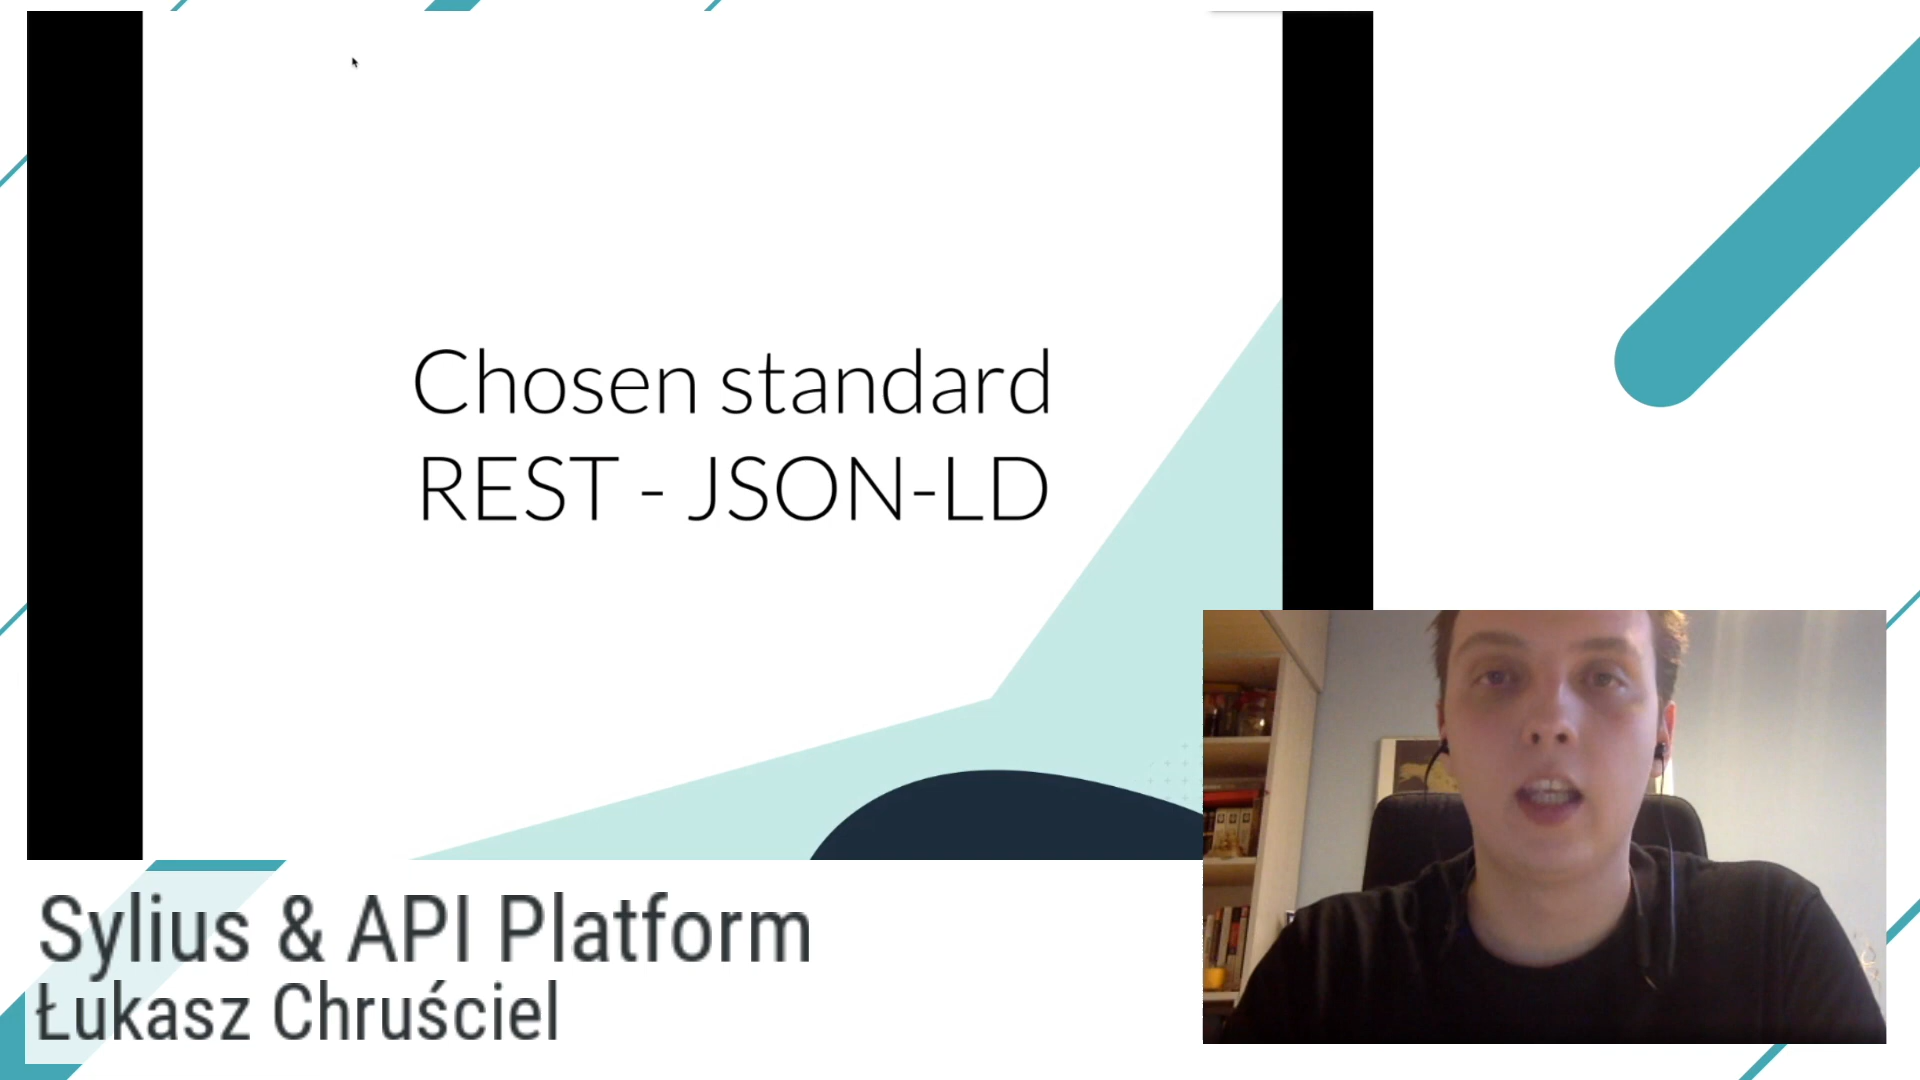 Chosen standard
REST - JSON-LD
Sylius & API Platform
Łukasz Chruściel